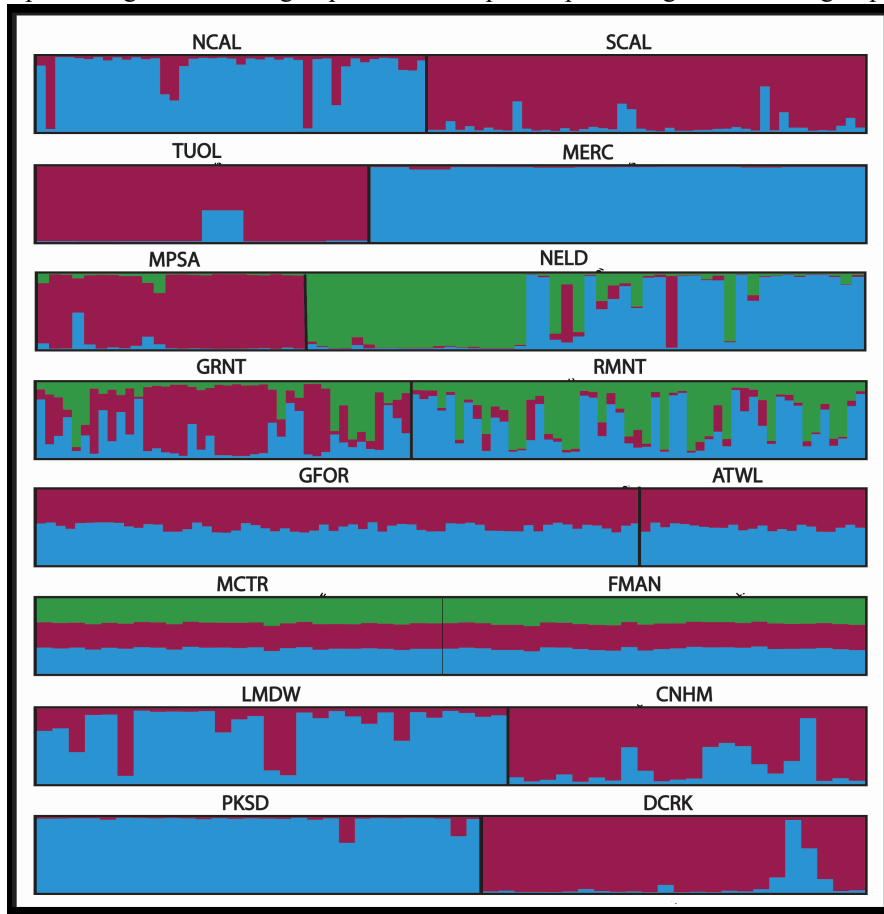 NCAL SCAL
TUOL MERC
MPSA NELD
GRNT RMNT
GFOR ATWL
MCTR FMAN
LMDW CNHM
PKSD DCRK